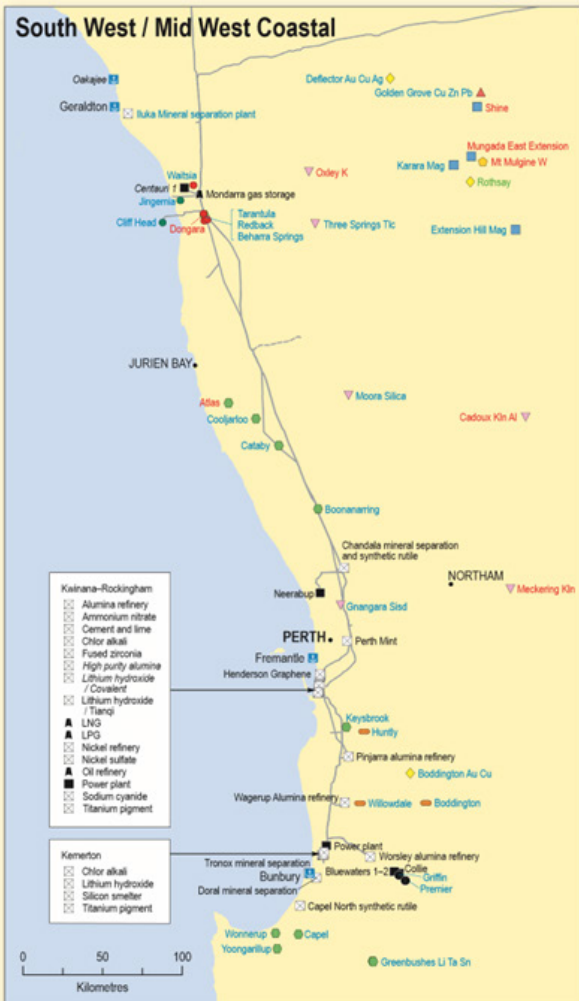 South West / Mid West Coastal
Oakajee
Deflector Au Cu Ag
Golden Grove Cu Zn Pb
Geraldton
Iluka Mineral separation plant
Shine
Mungada East Extension
Waitsia
Oxley K
Karara Mag
Mt Mulgine W
Centauri 1
Mondarra gas storage
Rothsay
Jingemia
Cliff Head
Dongara
Tarantula
Redback
Beharra Springs
Three Springs Tlc
Extension Hill Mag
JURIEN BAY
Atlas
Moora Silica
Cooljarloo
Cadoux Kln Al
Cataby
Boonanarring
Chandala mineral separation
and synthetic rutile
NORTHAM
Neerabup
Meckering Kln
Gnangara Sisd
PERTH
Perth Mint
Fremantle
Henderson Graphene
Kwinana–Rockingham
Alumina refinery
Ammonium nitrate
Cement and lime
Chlor alkali
Fused zirconia
High purity alumine
Lithium hydroxide
/ Covalent
Lithium hydroxide
/ Tianqi
LNG
LPG
Nickel refinery
Nickel sulfate
Oil refinery
Power plant
Sodium cyanide
Titanium pigment
Keysbrook
Huntly
Pinjarra alumina refinery
Boddington Au Cu
Wagerup Alumina refinery
Willowdale
Boddington
Kemerton
Chlor alkali
Lithium hydroxide
Silicon smelter
Titanium pigment
Power plant
Tronox mineral separation
Worsley alumina refinery
Bunbury
Bluewaters 1–2
Collie
Griffin
Premier
Doral mineral separation
Capel North synthetic rutile
Wonnerup
Capel
Yoongarillup
Greenbushes Li Ta Sn
0 50 100
Kilometres